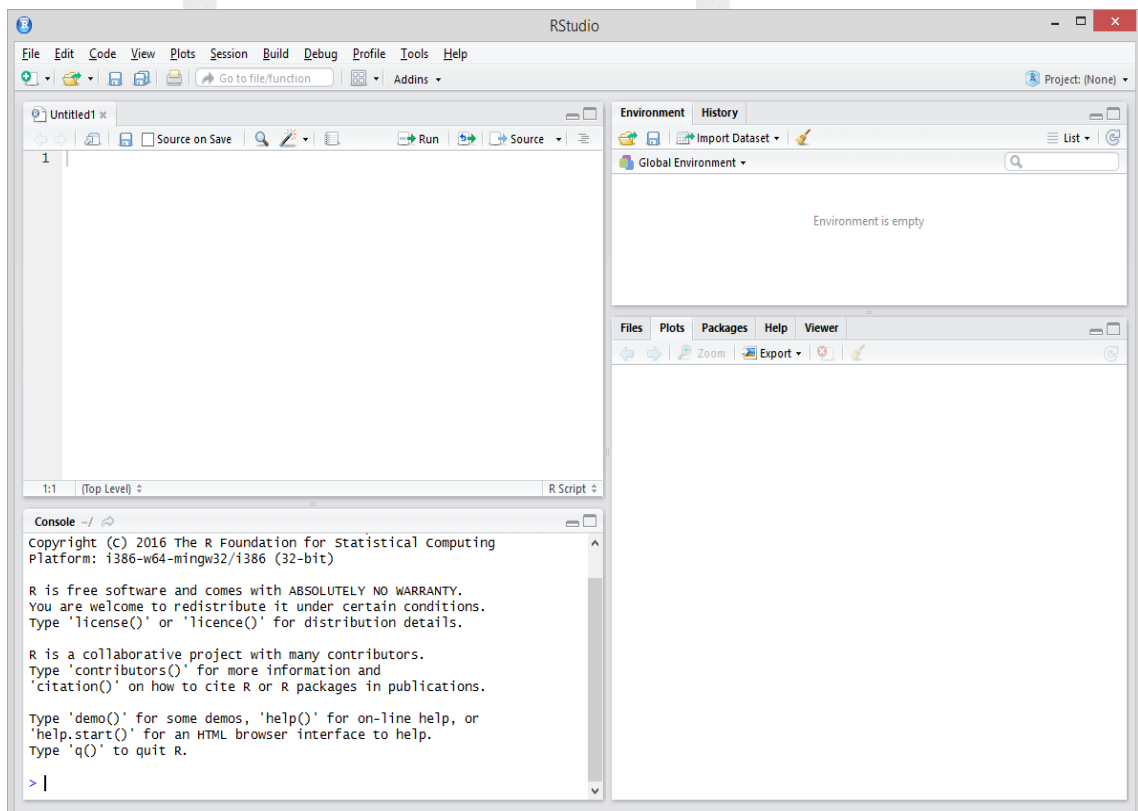 RStudio
File Edit Code View Plots Session Build Debug Profile Tools Help
Go to file/function Addins Project: (None)
Untitled1
Source on Save Run Source
1
1:1 (Top Level) R Script
Console ~/
Copyright (C) 2016 The R Foundation for Statistical Computing
Platform: i386-w64-mingw32/i386 (32-bit)
R is free software and comes with ABSOLUTELY NO WARRANTY.
You are welcome to redistribute it under certain conditions.
Type 'license()' or 'licence()' for distribution details.
R is a collaborative project with many contributors.
Type 'contributors()' for more information and
'citation()' on how to cite R or R packages in publications.
Type 'demo()' for some demos, 'help()' for on-line help, or
'help.start()' for an HTML browser interface to help.
Type 'q()' to quit R.
>
Environment History
Import Dataset List
Global Environment
Environment is empty
Files Plots Packages Help Viewer
Zoom Export